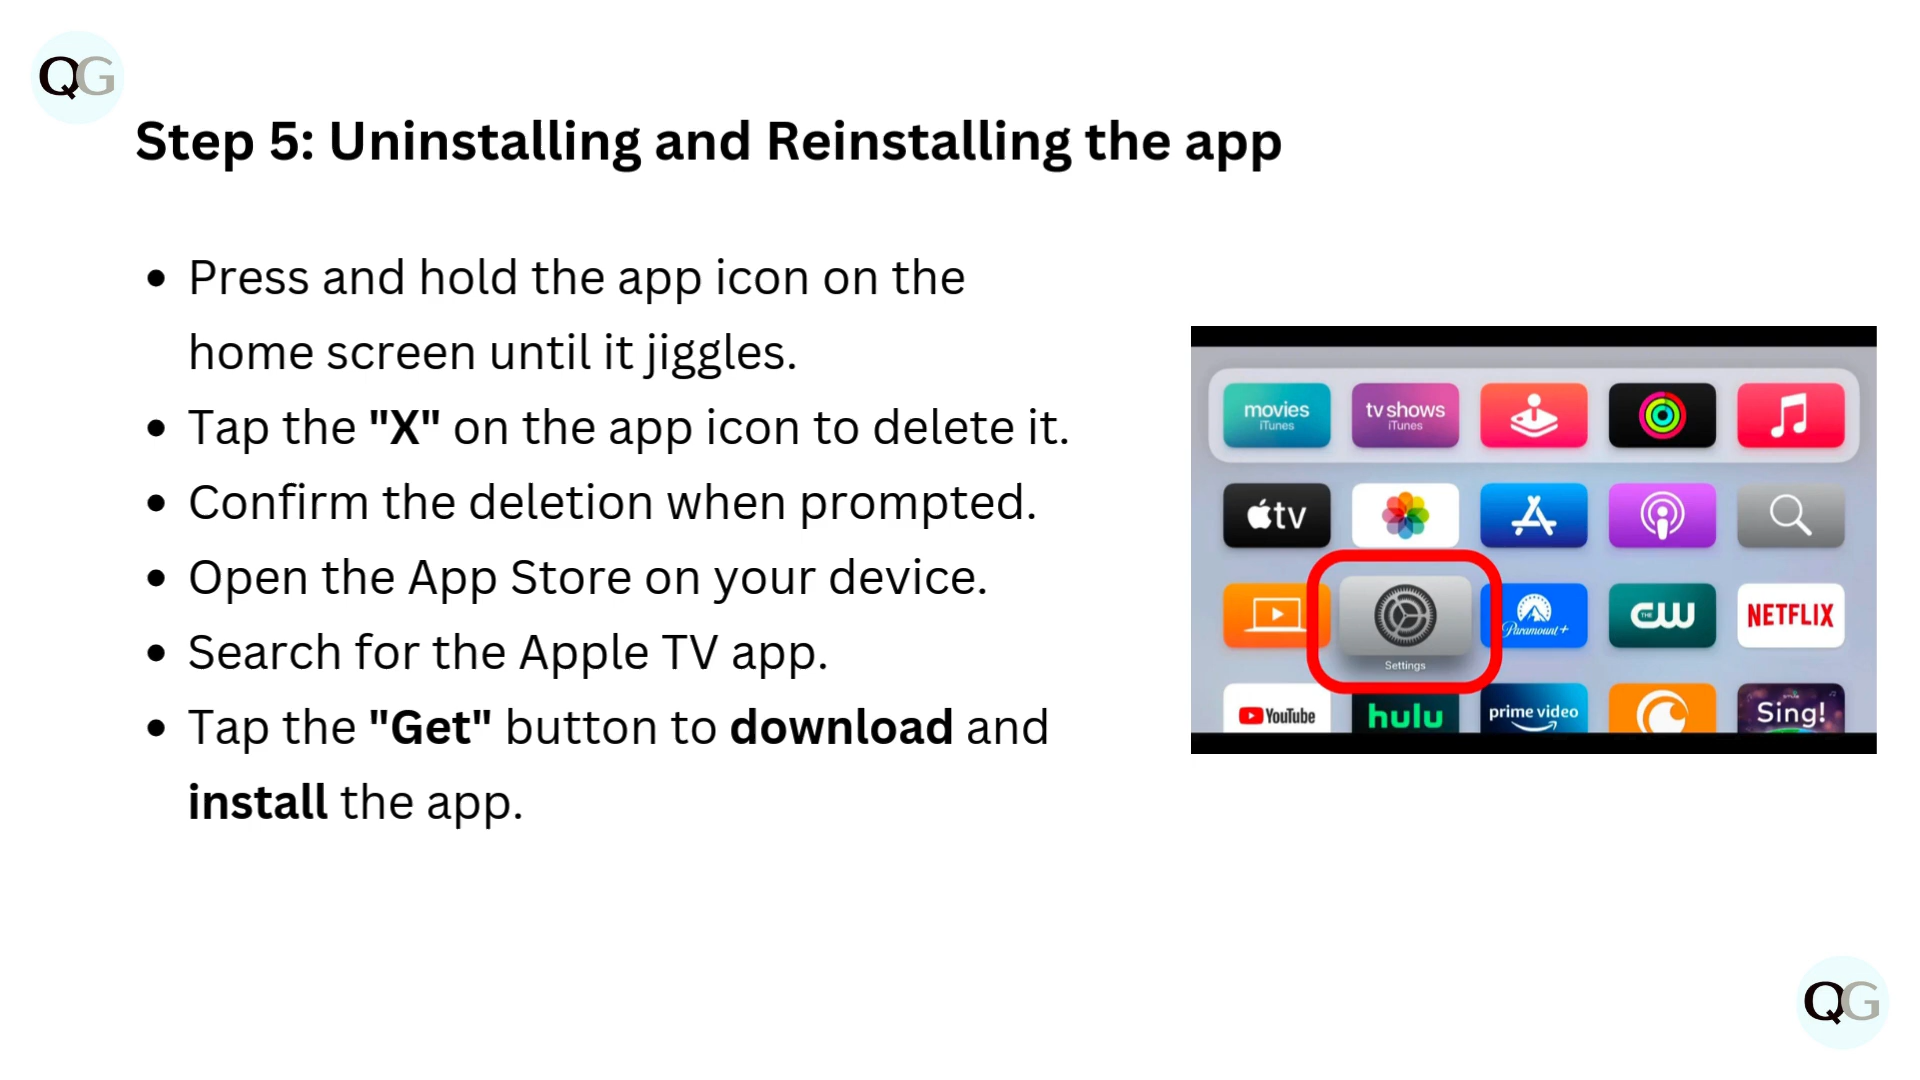 QG
Step 5: Uninstalling and Reinstalling the app
Press and hold the app icon on the
home screen until it jiggles.
Tap the "X" on the app icon to delete it.
Confirm the deletion when prompted.
Open the App Store on your device.
Search for the Apple TV app.
Tap the "Get" button to download and
install the app.
movies
iTunes
tv shows
iTunes
tv
Settings
Paramount+
THE CW
NETFLIX
YouTube
hulu
prime video
Sing!
QG